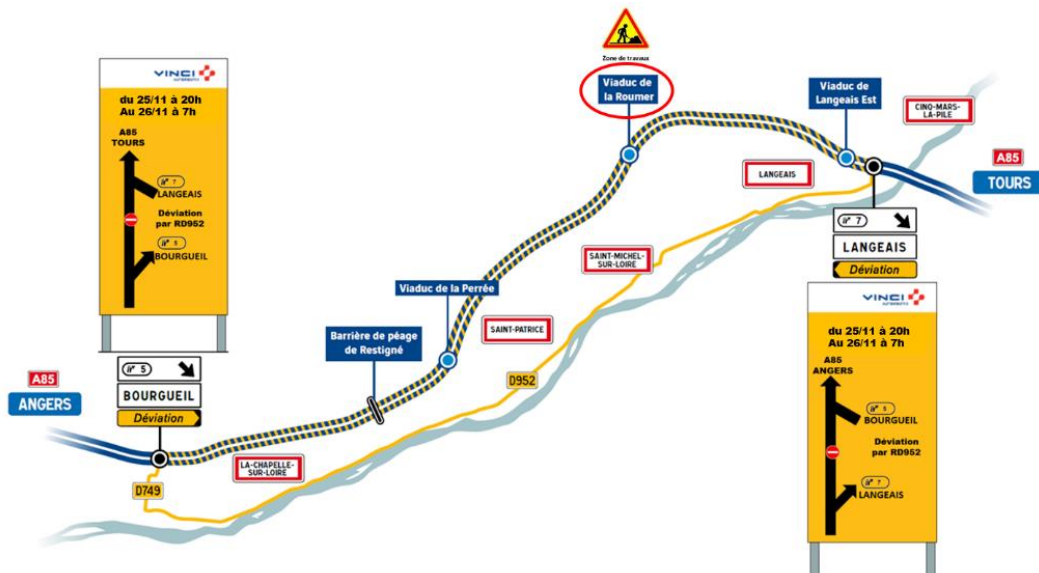 VINCI
AUTOROUTES
du 25/11 à 20h
Au 26/11 à 7h
A85
TOURS
n° 7
LANGEAIS
Déviation
par RD952
n° 5
BOURGUEIL
n° 5
BOURGUEIL
Déviation
A85
ANGERS
Zone de travaux
Viaduc de
la Roumer
Viaduc de
Langeais Est
CINQ-MARS-
LA-PILE
LANGEAIS
A85
TOURS
SAINT-MICHEL-
SUR-LOIRE
Viaduc de la Perrée
SAINT-PATRICE
Barrière de péage
de Restigné
D952
LA-CHAPELLE-
SUR-LOIRE
D749
n° 7
LANGEAIS
Déviation
VINCI
AUTOROUTES
du 25/11 à 20h
Au 26/11 à 7h
A85
ANGERS
n° 5
BOURGUEIL
Déviation
par RD952
n° 7
LANGEAIS